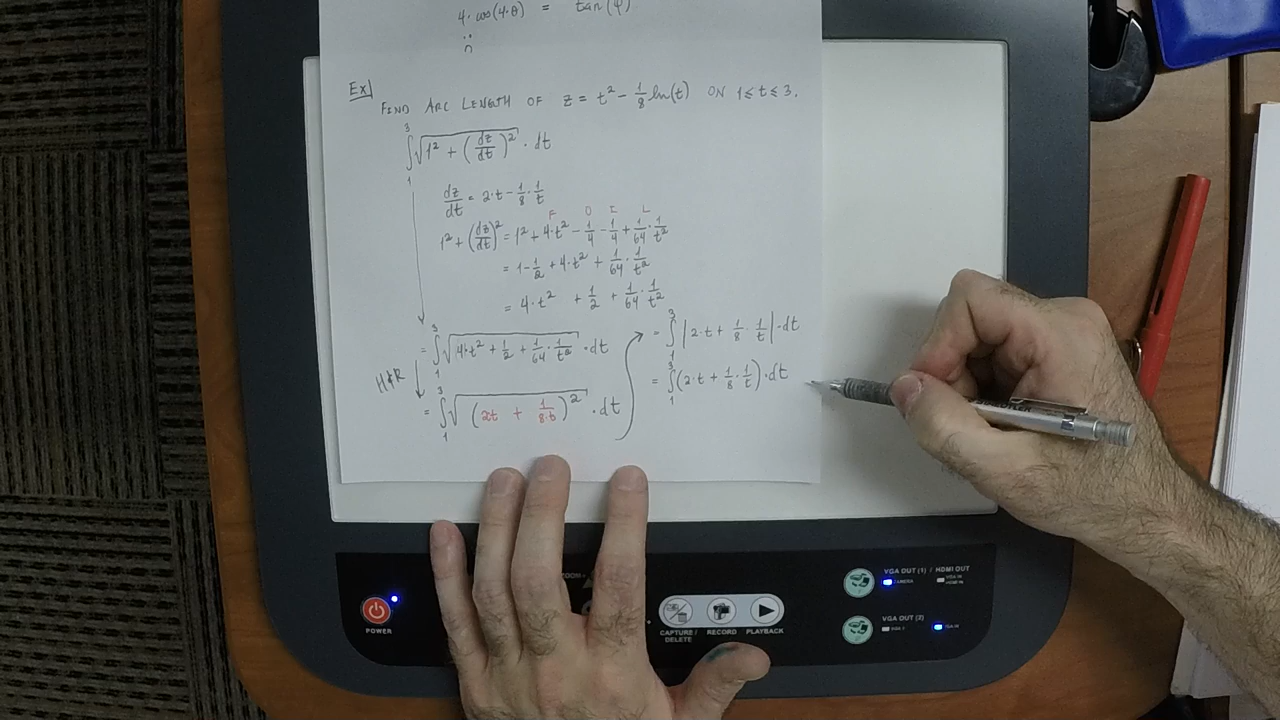 4·cos(4·θ) = tan(φ)
Ex] FIND ARC LENGTH OF z = t² - 1/8 ln(t) ON 1 ≤ t ≤ 3.
∫₁³ √(1² + (dz/dt)²) · dt
dz/dt = 2·t - 1/8 · 1/t
F O I L
1² + (dz/dt)² = 1² + 4·t² - 1/4 - 1/4 + 1/64 · 1/t²
= 1 - 1/2 + 4·t² + 1/64 · 1/t²
= 4·t² + 1/2 + 1/64 · 1/t²
= ∫₁³ √(4·t² + 1/2 + 1/64 · 1/t²) · dt
= ∫₁³ √((2t + 1/(8·t))²) · dt
= ∫₁³ |2·t + 1/8 · 1/t| · dt
= ∫₁³ (2·t + 1/8 · 1/t) · dt
POWER
ZOOM
CAPTURE / DELETE
RECORD
PLAYBACK
VGA OUT (1) / HDMI OUT
CAMERA
VGA OUT (2)